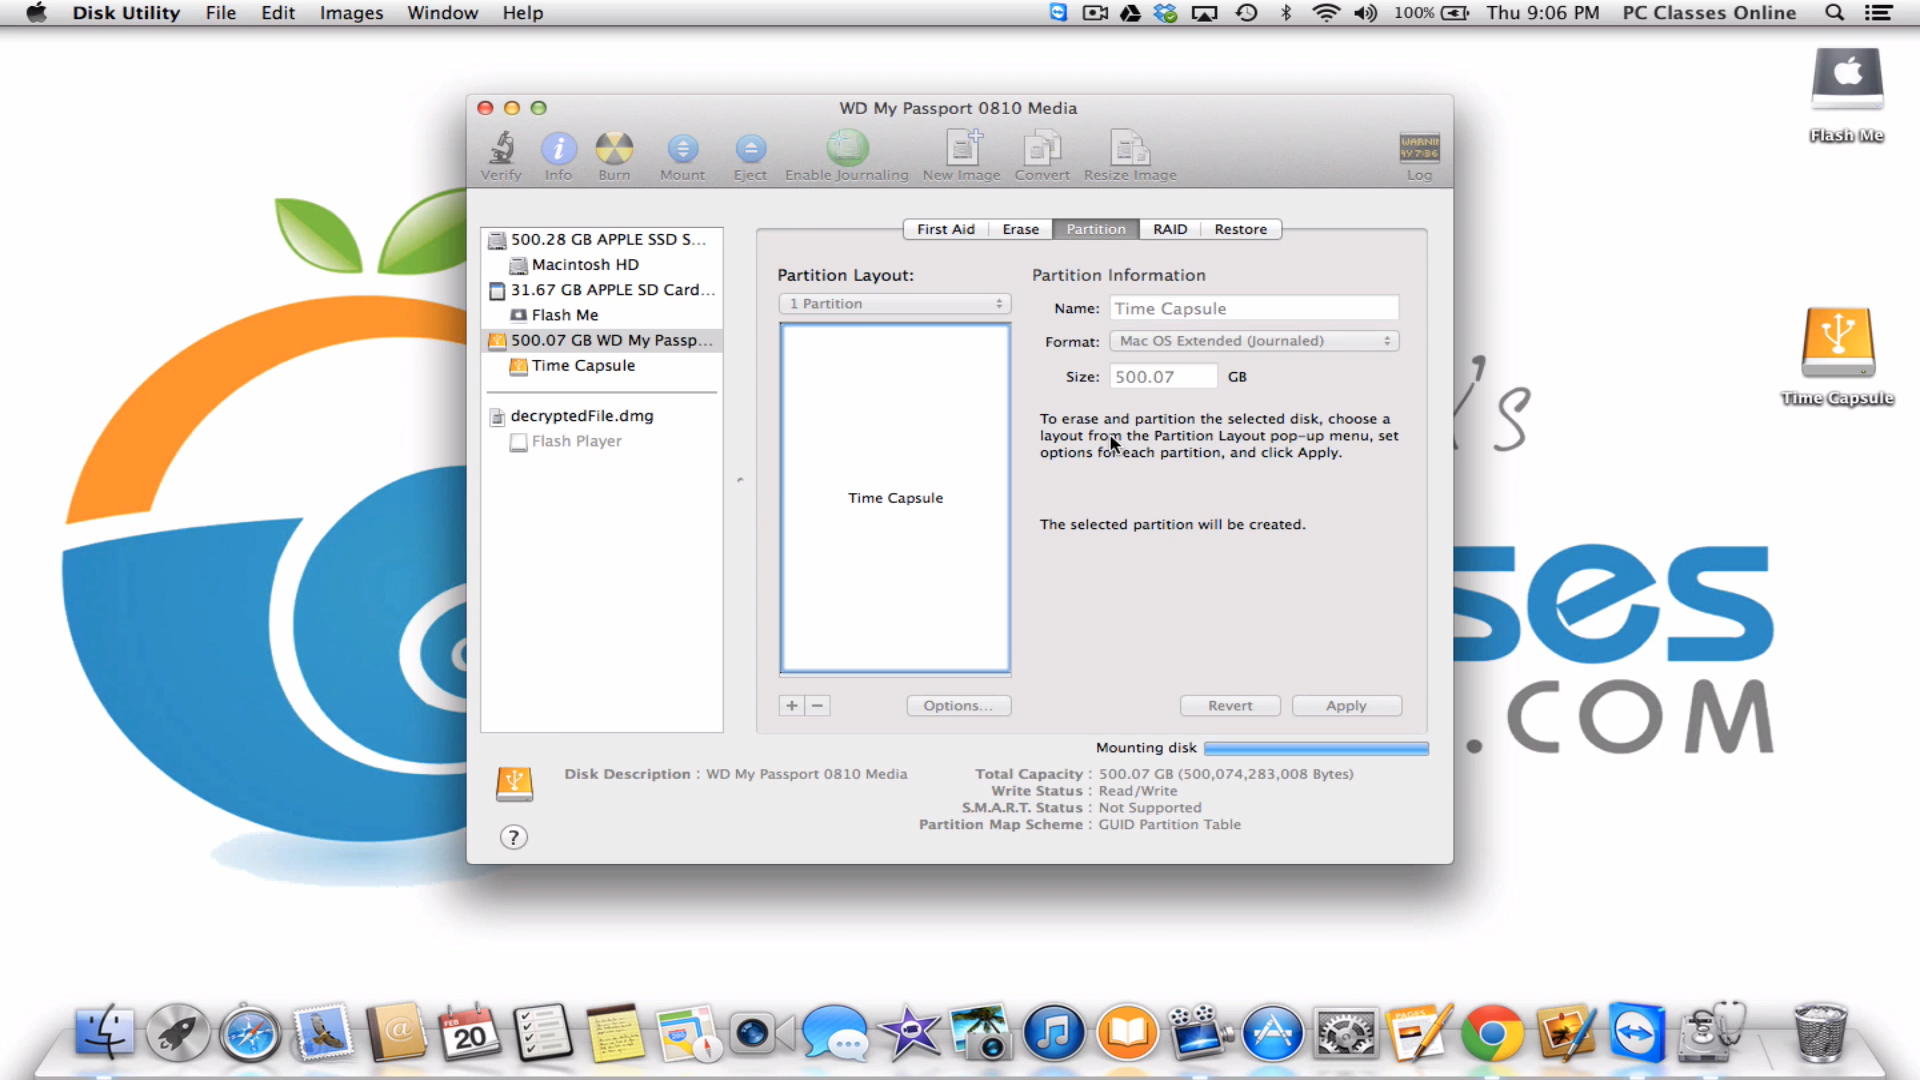 Disk Utility File Edit Images Window Help 100% Thu 9:06 PM PC Classes Online
WD My Passport 0810 Media
Verify Info Burn Mount Eject Enable Journaling New Image Convert Resize Image Log
WARNI
AY 7:36
Flash Me
First Aid Erase Partition RAID Restore
500.28 GB APPLE SSD S...
Macintosh HD
31.67 GB APPLE SD Card...
Flash Me
500.07 GB WD My Passp...
Time Capsule
decryptedFile.dmg
Flash Player
Partition Layout:
1 Partition
Time Capsule
+ −
Options...
Partition Information
Name: Time Capsule
Format: Mac OS Extended (Journaled)
Size: 500.07 GB
To erase and partition the selected disk, choose a
layout from the Partition Layout pop-up menu, set
options for each partition, and click Apply.
The selected partition will be created.
Revert Apply
Mounting disk
Disk Description : WD My Passport 0810 Media
Total Capacity : 500.07 GB (500,074,283,008 Bytes)
Write Status : Read/Write
S.M.A.R.T. Status : Not Supported
Partition Map Scheme : GUID Partition Table
?
Time Capsule
's
ses
.COM
FEB
20
PAGES